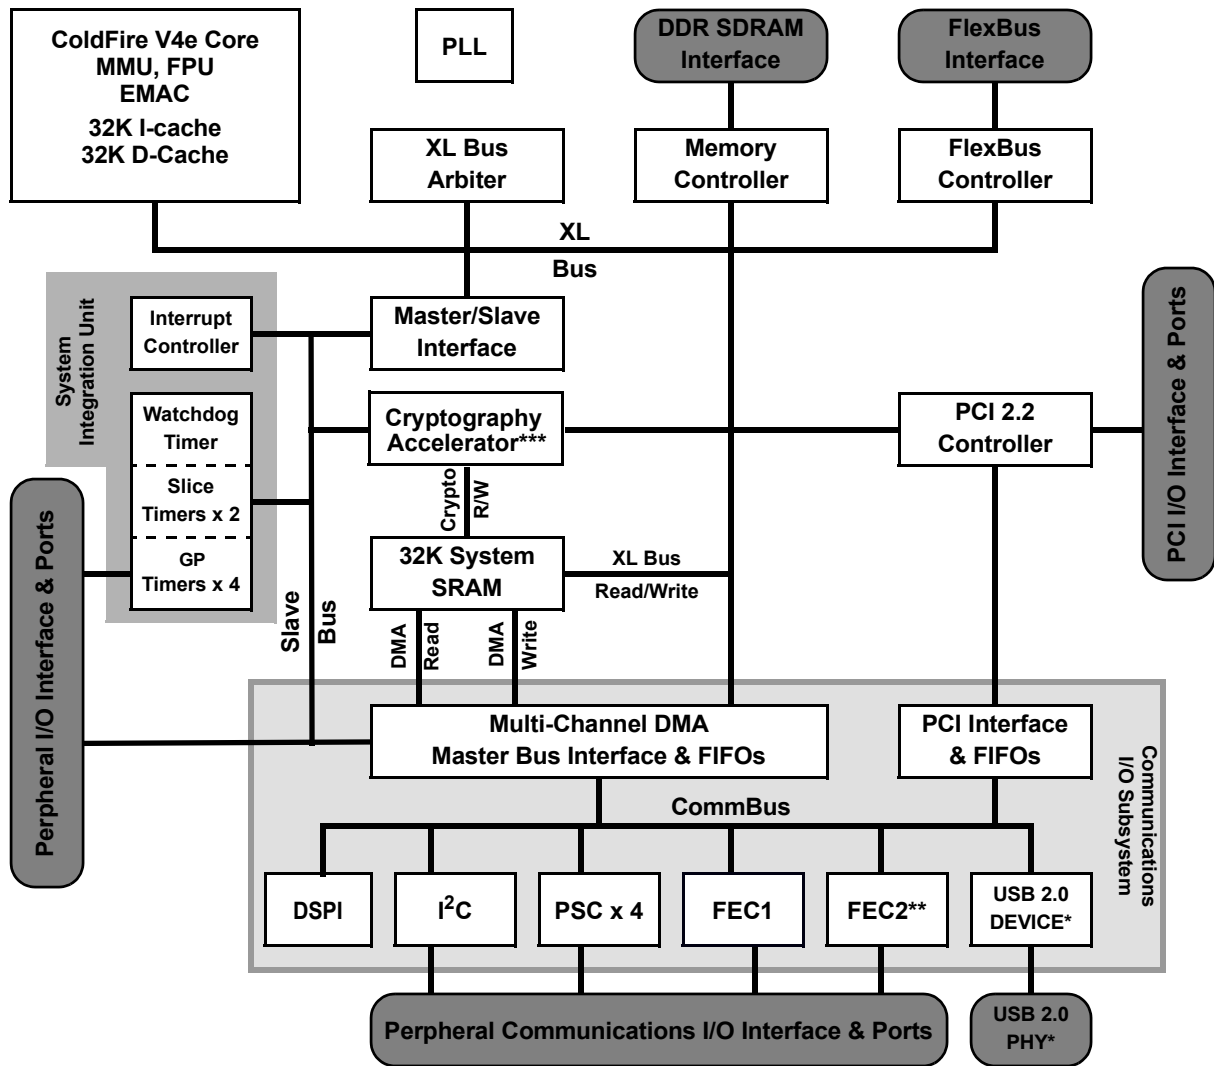 ColdFire V4e Core
MMU, FPU
EMAC
32K I-cache
32K D-Cache
PLL
DDR SDRAM
Interface
FlexBus
Interface
XL Bus
Arbiter
Memory
Controller
FlexBus
Controller
XL
Bus
System
Integration Unit
Interrupt
Controller
Master/Slave
Interface
PCI I/O Interface & Ports
Watchdog
Timer
Slice
Timers x 2
GP
Timers x 4
Cryptography
Accelerator***
PCI 2.2
Controller
Crypto
R/W
Perpheral I/O Interface & Ports
32K System
SRAM
XL Bus
Read/Write
Slave
Bus
DMA
Read
DMA
Write
Multi-Channel DMA
Master Bus Interface & FIFOs
PCI Interface
& FIFOs
Communications
I/O Subsystem
CommBus
DSPI
I²C
PSC x 4
FEC1
FEC2**
USB 2.0
DEVICE*
Perpheral Communications I/O Interface & Ports
USB 2.0
PHY*